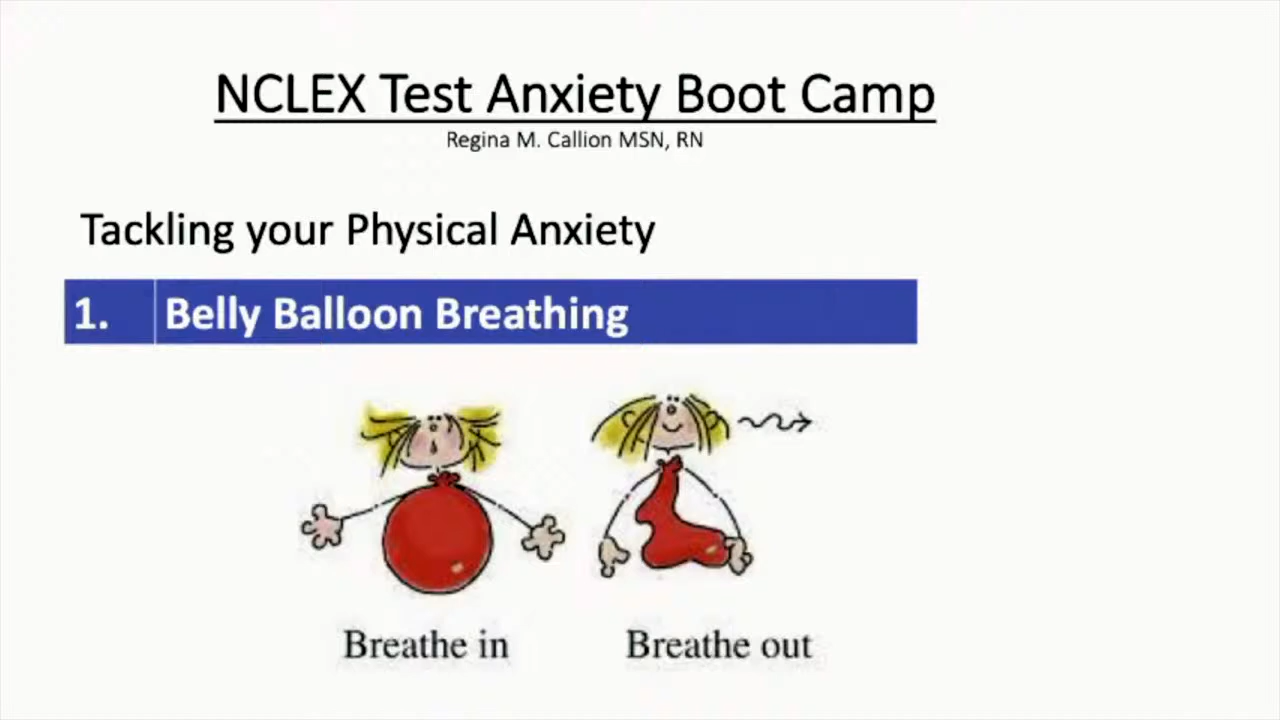 NCLEX Test Anxiety Boot Camp
Regina M. Callion MSN, RN
Tackling your Physical Anxiety
1. Belly Balloon Breathing
Breathe in Breathe out